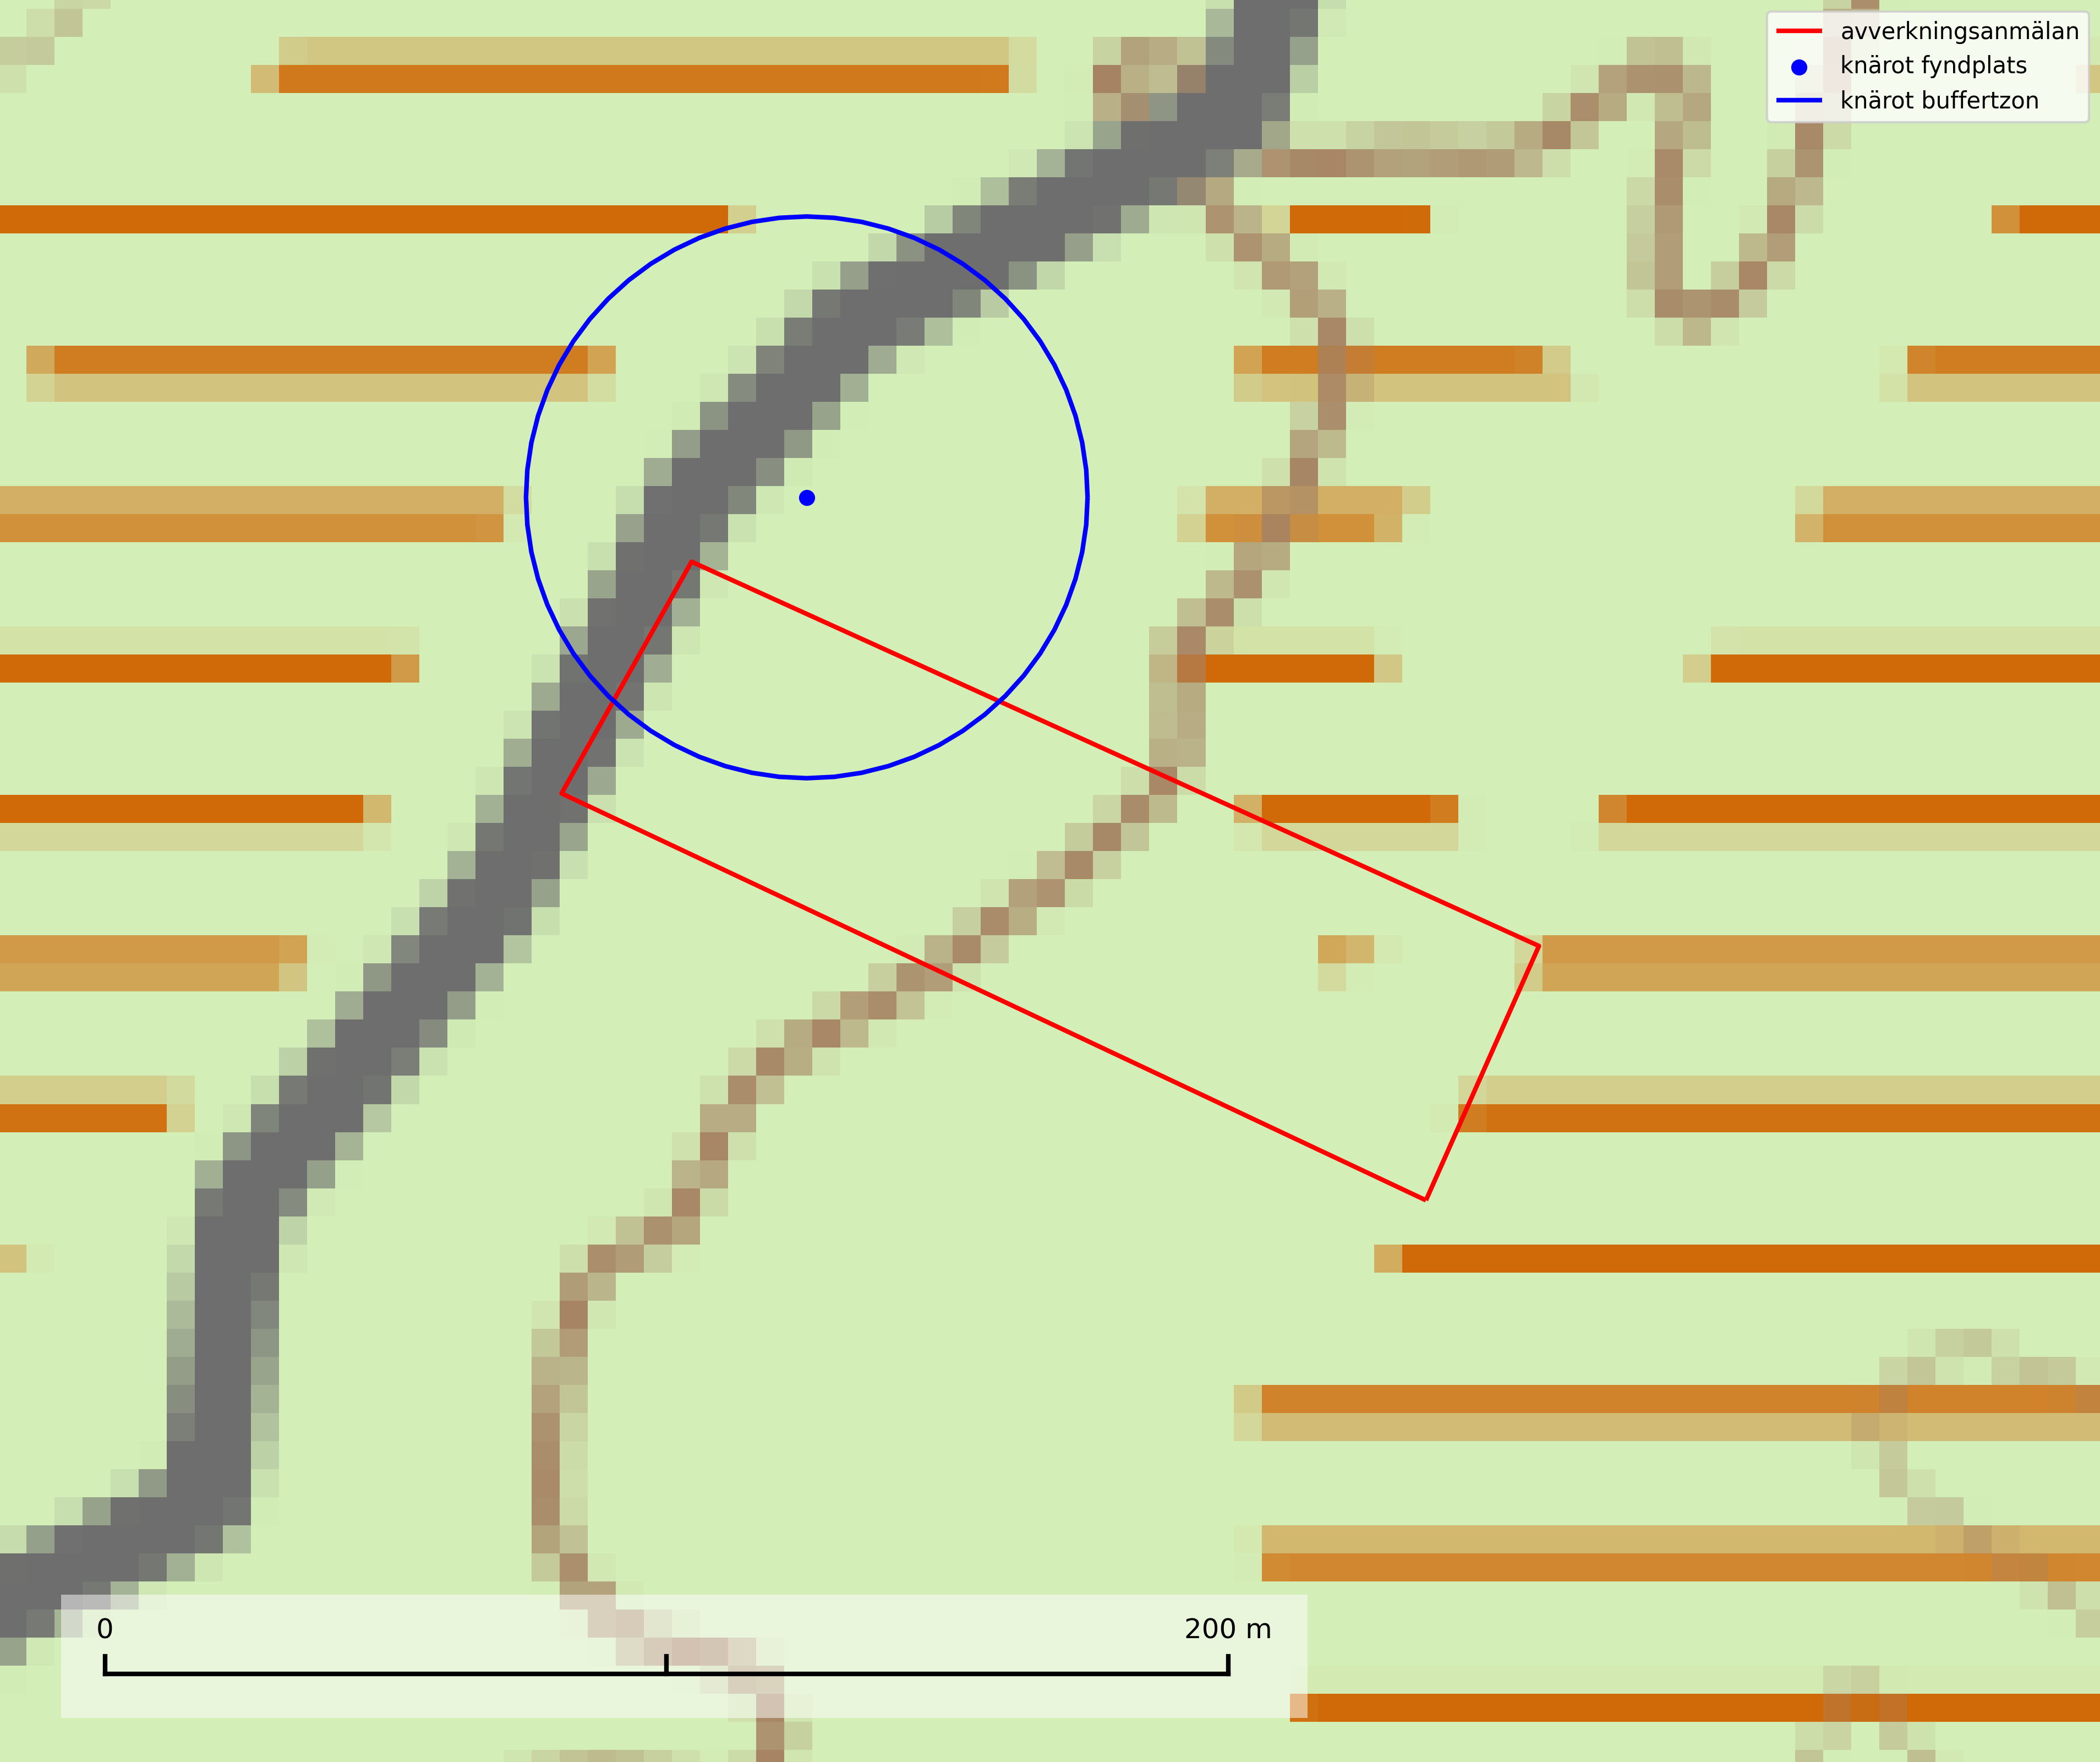 avverkningsanmälan
knärot fyndplats
knärot buffertzon
0 200 m